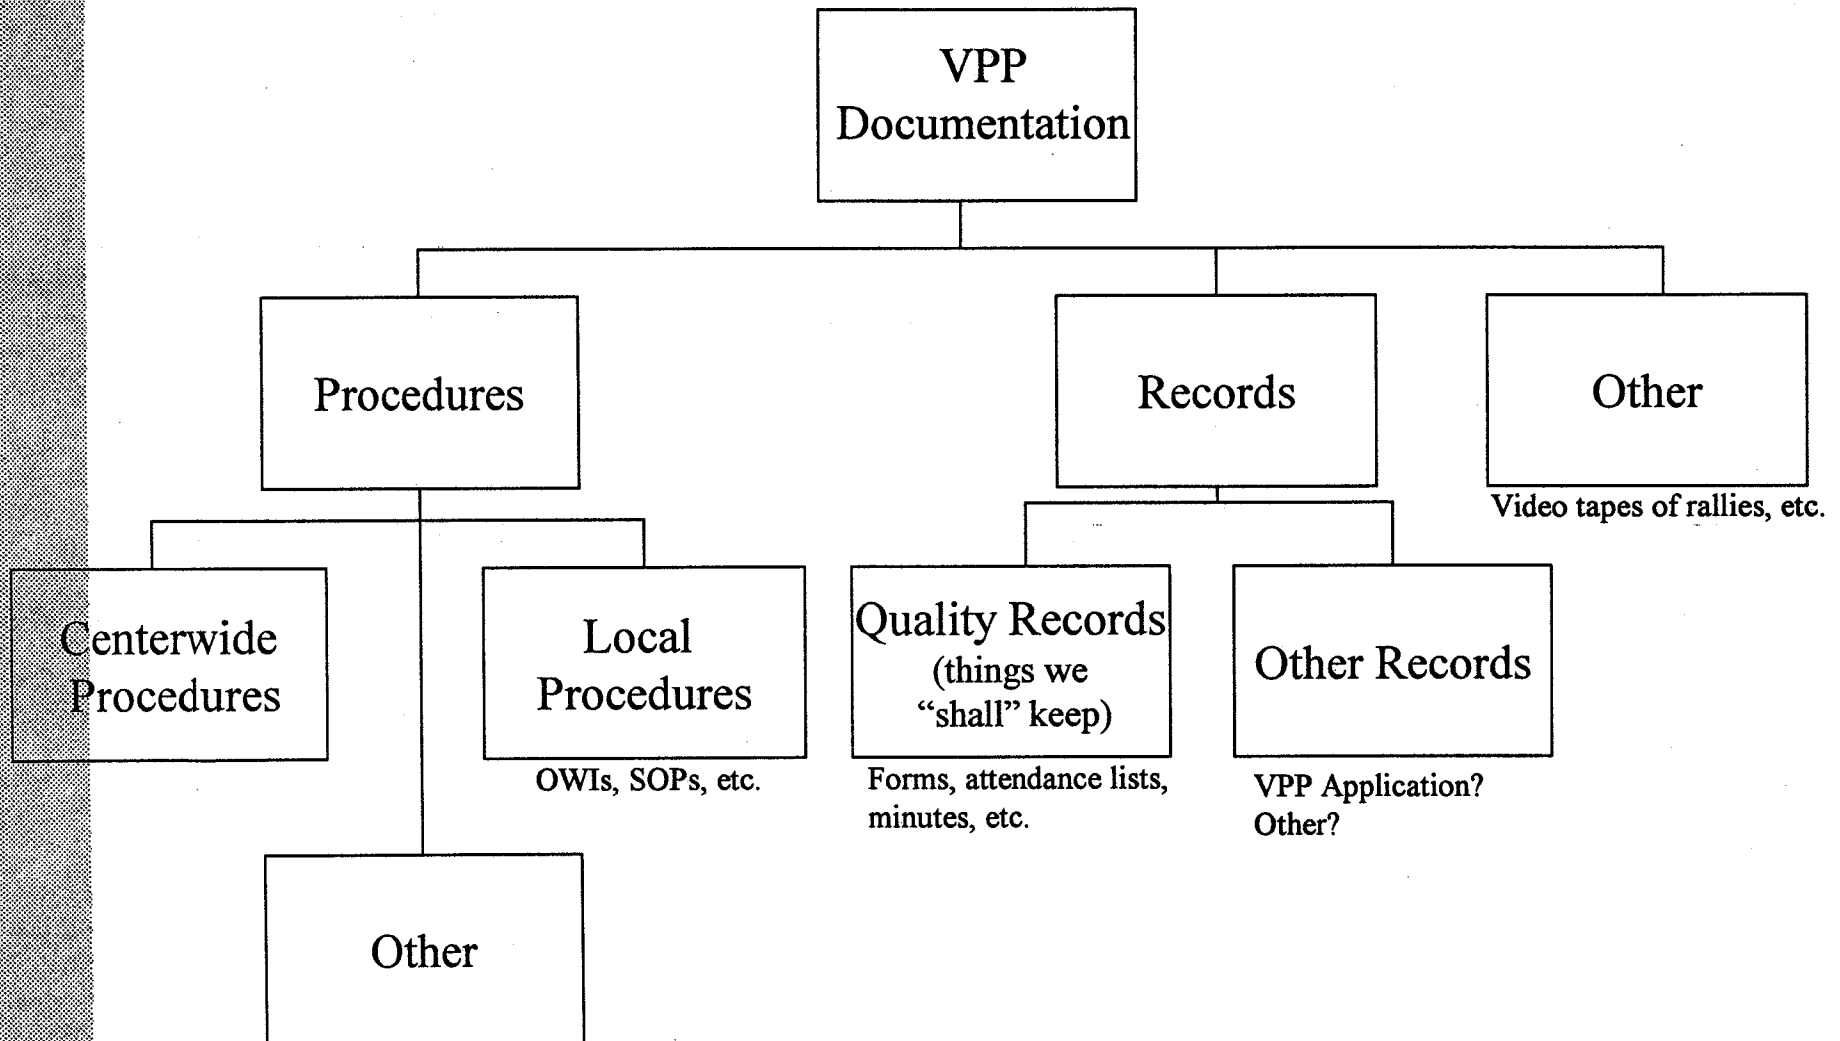 VPP
Documentation
Procedures
Records
Other
Video tapes of rallies, etc.
Centerwide
Procedures
Local
Procedures
OWIs, SOPs, etc.
Quality Records
(things we
“shall” keep)
Forms, attendance lists,
minutes, etc.
Other Records
VPP Application?
Other?
Other